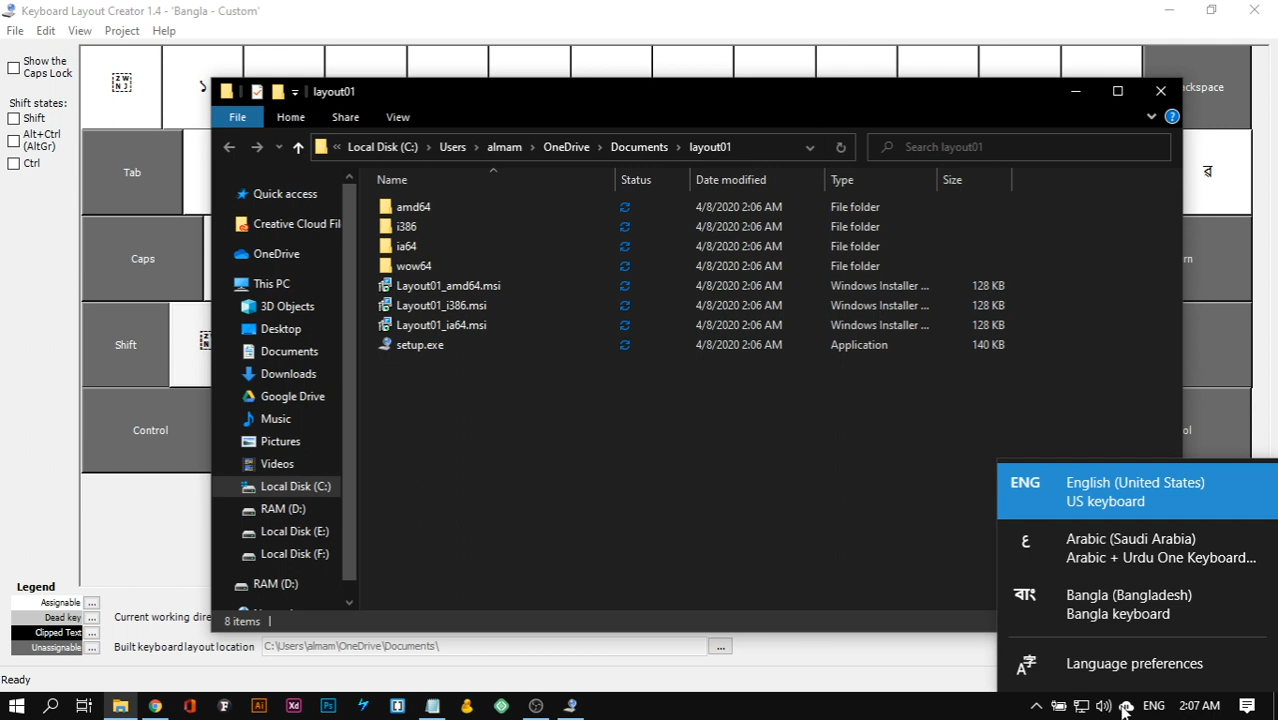 Keyboard Layout Creator 1.4 - 'Bangla - Custom'
File Edit View Project Help
Show the
Caps Lock
Shift states:
Shift
Alt+Ctrl
(AltGr)
Ctrl
ZW
NJ
Tab
Caps
Shift
Control
layout01
File Home Share View
« Local Disk (C:) › Users › almam › OneDrive › Documents › layout01
Search layout01
Name Status Date modified Type Size
Quick access
Creative Cloud Fil
OneDrive
This PC
3D Objects
Desktop
Documents
Downloads
Google Drive
Music
Pictures
Videos
Local Disk (C:)
RAM (D:)
Local Disk (E:)
Local Disk (F:)
RAM (D:)
amd64 4/8/2020 2:06 AM File folder
i386 4/8/2020 2:06 AM File folder
ia64 4/8/2020 2:06 AM File folder
wow64 4/8/2020 2:06 AM File folder
Layout01_amd64.msi 4/8/2020 2:06 AM Windows Installer ... 128 KB
Layout01_i386.msi 4/8/2020 2:06 AM Windows Installer ... 128 KB
Layout01_ia64.msi 4/8/2020 2:06 AM Windows Installer ... 128 KB
setup.exe 4/8/2020 2:06 AM Application 140 KB
8 items
ckspace
rn
ol
ENG English (United States)
US keyboard
ع Arabic (Saudi Arabia)
Arabic + Urdu One Keyboard...
বাং Bangla (Bangladesh)
Bangla keyboard
Language preferences
Legend
Assignable ...
Dead key ...
Clipped Text ...
Unassignable ...
Current working dire
Built keyboard layout location C:\Users\almam\OneDrive\Documents\ ...
Ready
ENG 2:07 AM